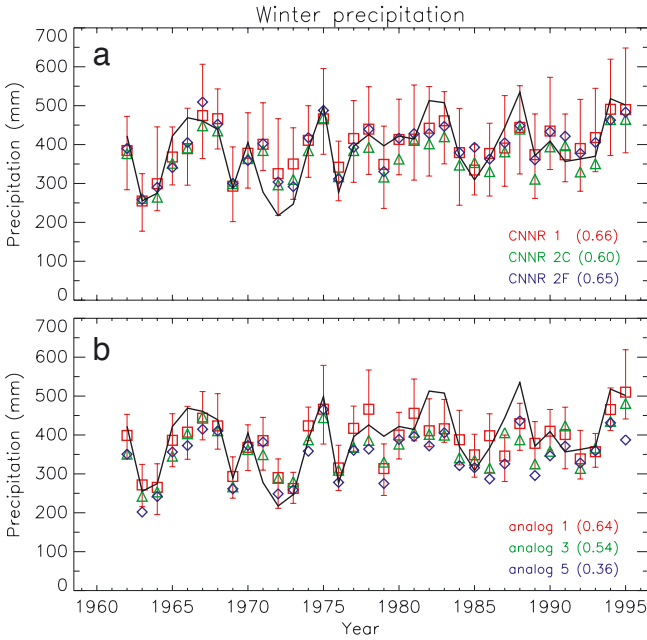 Winter precipitation
a
700
600
500
400
300
200
100
0
Precipitation (mm)
CNNR 1 (0.66)
CNNR 2C (0.60)
CNNR 2F (0.65)
b
700
600
500
400
300
200
100
0
Precipitation (mm)
analog 1 (0.64)
analog 3 (0.54)
analog 5 (0.36)
1960 1965 1970 1975 1980 1985 1990 1995
Year